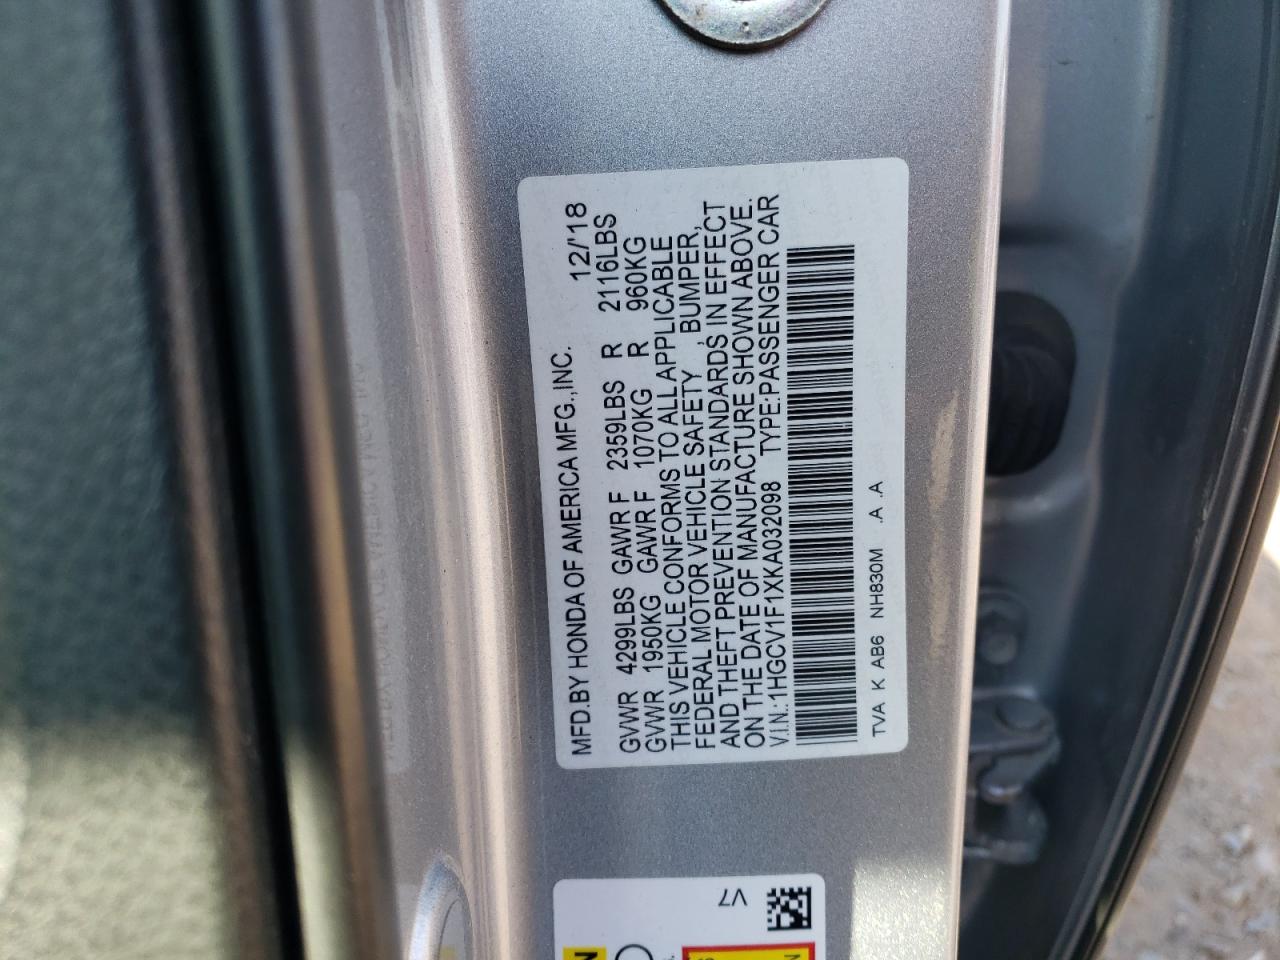 MFD.BY HONDA OF AMERICA MFG.,INC. 12/'18
GVWR 4299LBS GAWR F 2359LBS R 2116LBS
GVWR 1950KG GAWR F 1070KG R 960KG
THIS VEHICLE CONFORMS TO ALL APPLICABLE
FEDERAL MOTOR VEHICLE SAFETY , BUMPER,
AND THEFT PREVENTION STANDARDS IN EFFECT
ON THE DATE OF MANUFACTURE SHOWN ABOVE.
V.I.N.:1HGCV1F1XKA032098 TYPE:PASSENGER CAR
TVA K AB6 NH830M .A .A
V7